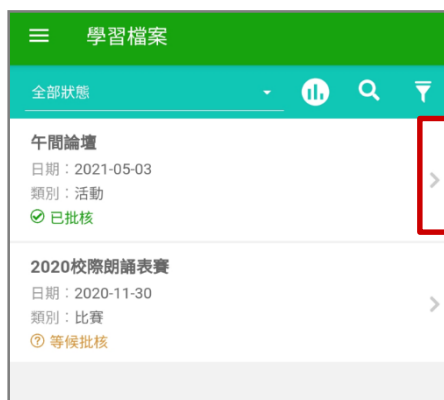 學習檔案
全部狀態
午間論壇
日期：2021-05-03
類別：活動
已批核
2020校際朗誦表賽
日期：2020-11-30
類別：比賽
等候批核